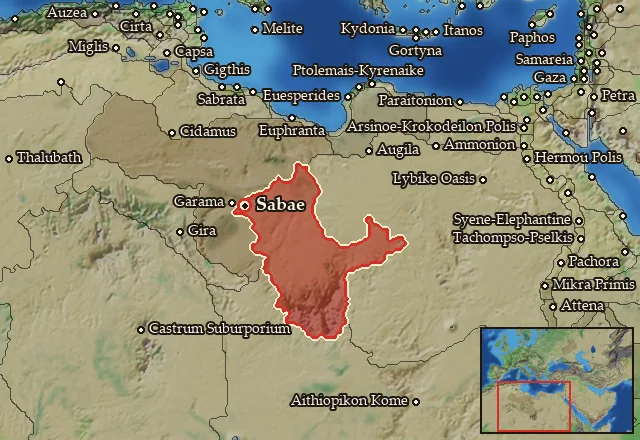 Auzea
Cirta
Melite
Kydonia
Itanos
Paphos
Miglis
Capsa
Gortyna
Samareia
Gigthis
Ptolemais-Kyrenaike
Gaza
Sabrata
Euesperides
Paraitonion
Petra
Cidamus
Euphranta
Arsinoe-Krokodeilon Polis
Thalubath
Augila
Ammonion
Hermou Polis
Lybike Oasis
Garama
Sabae
Gira
Syene-Elephantine
Tachompso-Pselkis
Pachora
Mikra Primis
Attena
Castrum Suburporium
Aithiopikon Kome